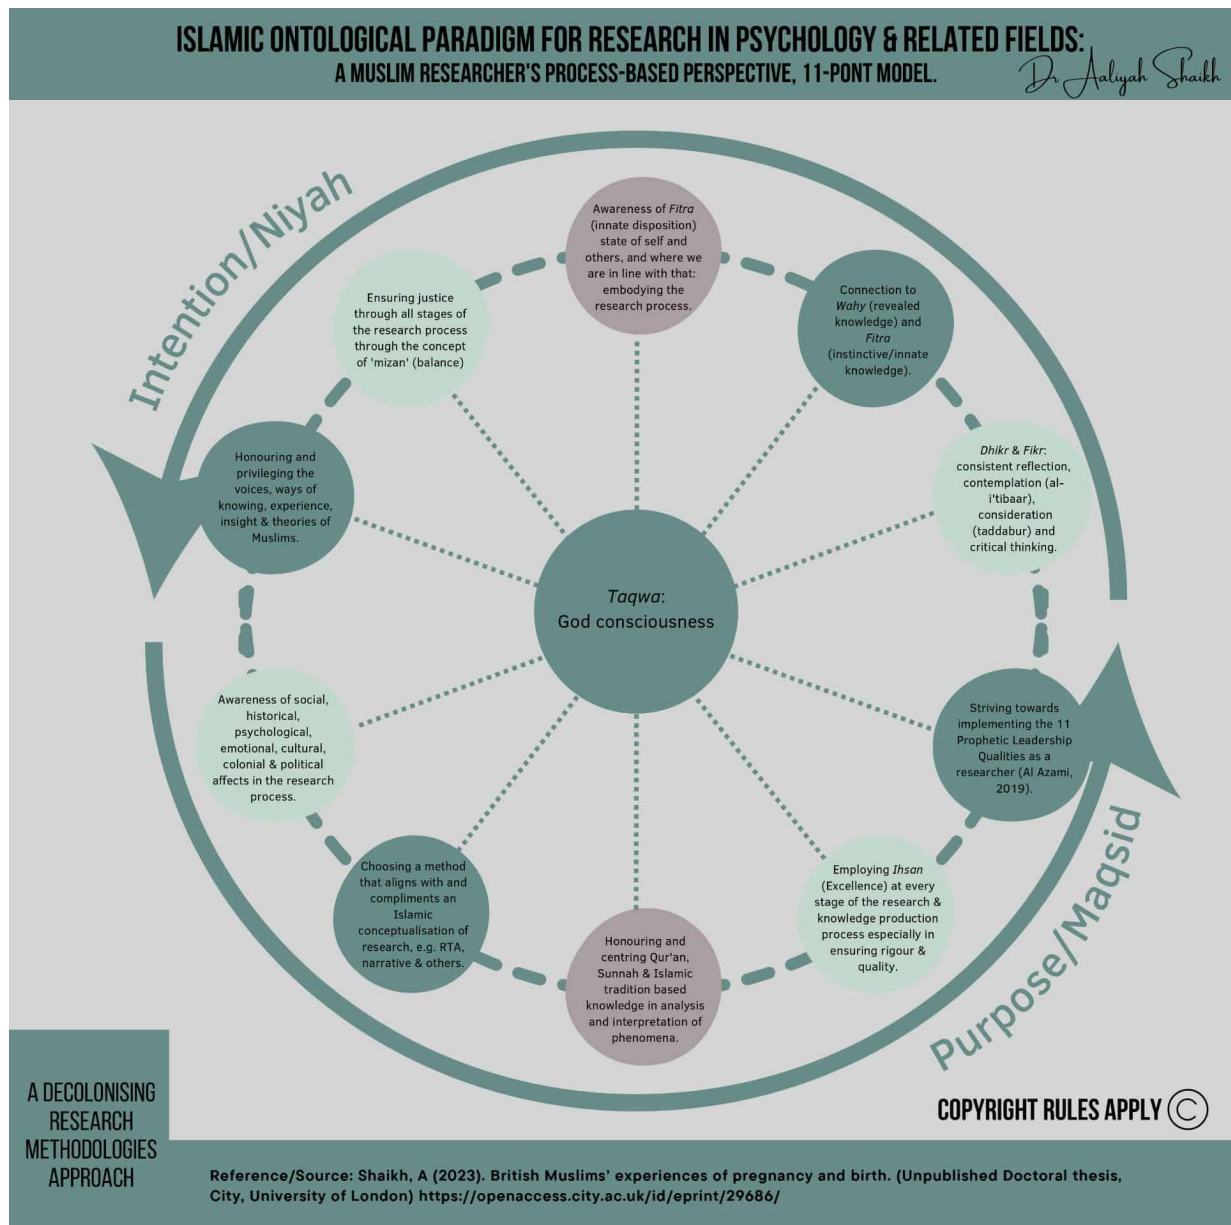 ISLAMIC ONTOLOGICAL PARADIGM FOR RESEARCH IN PSYCHOLOGY & RELATED FIELDS:
A MUSLIM RESEARCHER'S PROCESS-BASED PERSPECTIVE, 11-PONT MODEL.
Dr Aaliyah Shaikh
Intention/Niyah
Awareness of Fitra
(innate disposition)
state of self and
others, and where we
are in line with that:
embodying the
research process.
Connection to
Wahy (revealed
knowledge) and
Fitra
(instinctive/innate
knowledge).
Dhikr & Fikr:
consistent reflection,
contemplation (al-
i'tibaar),
consideration
(taddabur) and
critical thinking.
Striving towards
implementing the 11
Prophetic Leadership
Qualities as a
researcher (Al Azami,
2019).
Employing Ihsan
(Excellence) at every
stage of the research &
knowledge production
process especially in
ensuring rigour &
quality.
Honouring and
centring Qur'an,
Sunnah & Islamic
tradition based
knowledge in analysis
and interpretation of
phenomena.
Choosing a method
that aligns with and
compliments an
Islamic
conceptualisation of
research, e.g. RTA,
narrative & others.
Awareness of social,
historical,
psychological,
emotional, cultural,
colonial & political
affects in the research
process.
Honouring and
privileging the
voices, ways of
knowing, experience,
insight & theories of
Muslims.
Ensuring justice
through all stages of
the research process
through the concept
of 'mizan' (balance)
Taqwa:
God consciousness
Purpose/Maqsid
COPYRIGHT RULES APPLY ©
A DECOLONISING
RESEARCH
METHODOLOGIES
APPROACH
Reference/Source: Shaikh, A (2023). British Muslims’ experiences of pregnancy and birth. (Unpublished Doctoral thesis,
City, University of London) https://openaccess.city.ac.uk/id/eprint/29686/